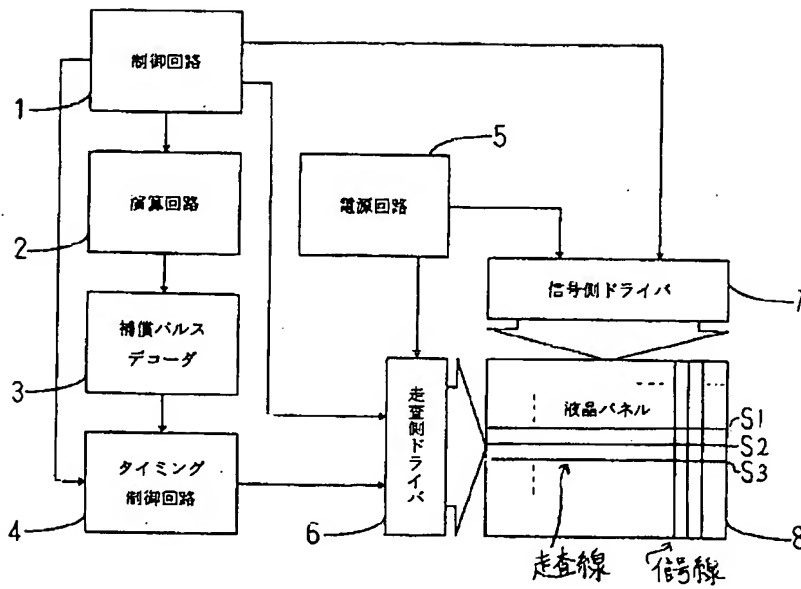 制御回路
1
5
演算回路
2
電源回路
信号側ドライバ
7
補償パルス
デコーダ
3
走査側ドライバ
液晶パネル
S1
S2
S3
タイミング
制御回路
4
6
8
走査線
信号線